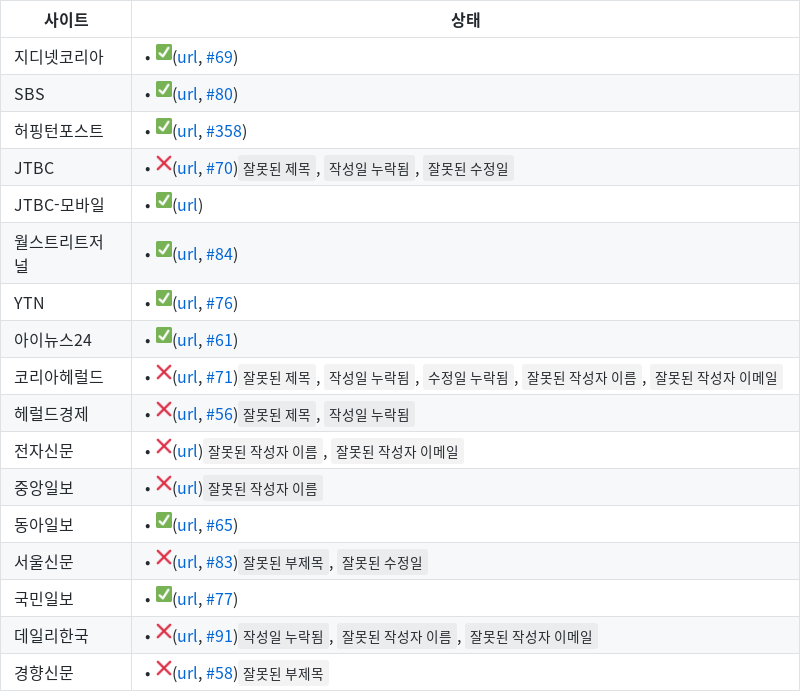 사이트 상태
지디넷코리아 • ✅(url, #69)
SBS • ✅(url, #80)
허핑턴포스트 • ✅(url, #358)
JTBC • ❌(url, #70) 잘못된 제목 , 작성일 누락됨 , 잘못된 수정일
JTBC-모바일 • ✅(url)
월스트리트저
널 • ✅(url, #84)
YTN • ✅(url, #76)
아이뉴스24 • ✅(url, #61)
코리아헤럴드 • ❌(url, #71) 잘못된 제목 , 작성일 누락됨 , 수정일 누락됨 , 잘못된 작성자 이름 , 잘못된 작성자 이메일
헤럴드경제 • ❌(url, #56) 잘못된 제목 , 작성일 누락됨
전자신문 • ❌(url) 잘못된 작성자 이름 , 잘못된 작성자 이메일
중앙일보 • ❌(url) 잘못된 작성자 이름
동아일보 • ✅(url, #65)
서울신문 • ❌(url, #83) 잘못된 부제목 , 잘못된 수정일
국민일보 • ✅(url, #77)
데일리한국 • ❌(url, #91) 작성일 누락됨 , 잘못된 작성자 이름 , 잘못된 작성자 이메일
경향신문 • ❌(url, #58) 잘못된 부제목